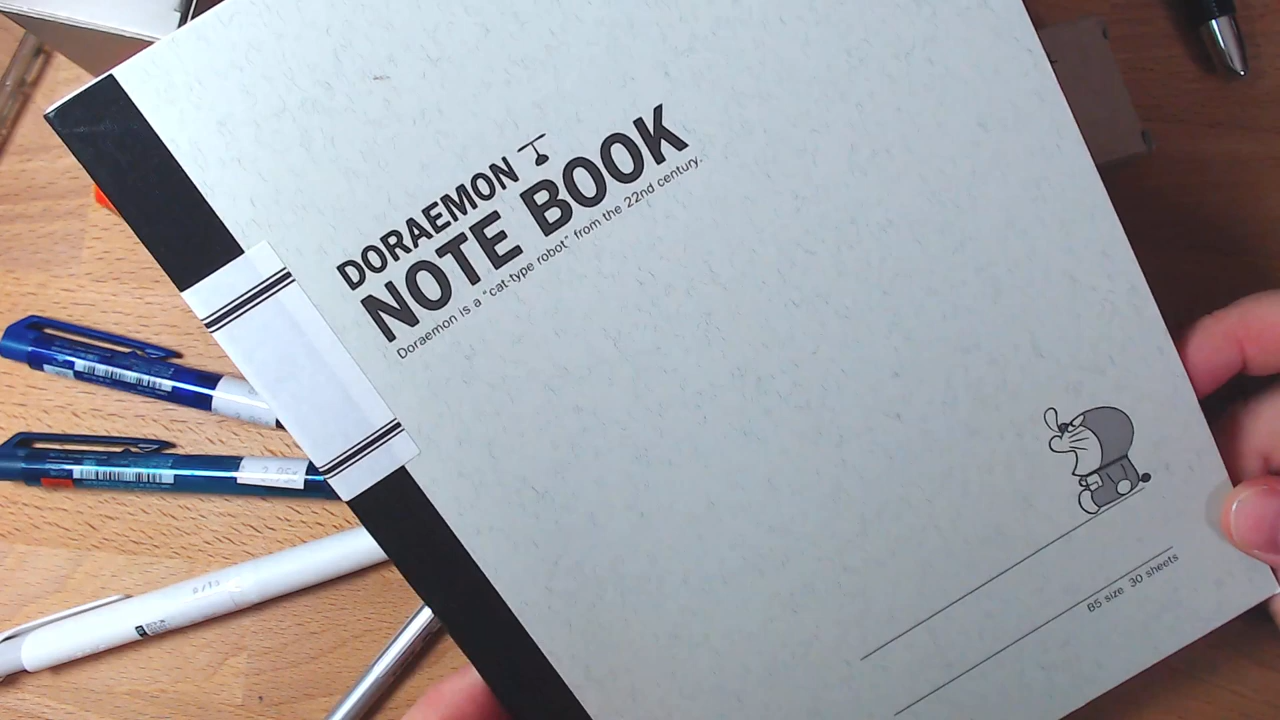 DORAEMON
NOTE BOOK
Doraemon is a “cat-type robot” from the 22nd century.
B5 size 30 sheets